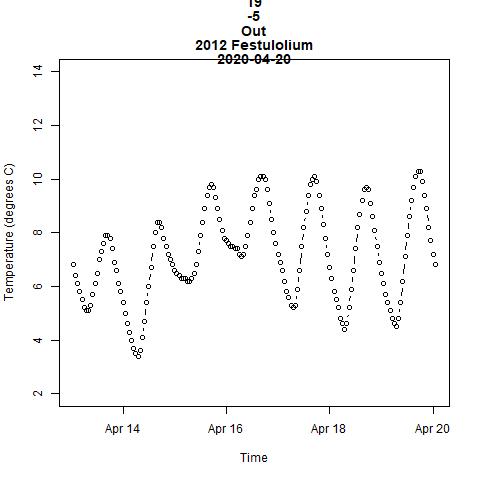 19
-5
Out
2012 Festulolium
2020-04-20
14
12
10
8
6
4
2
Temperature (degrees C)
Apr 14
Apr 16
Apr 18
Apr 20
Time